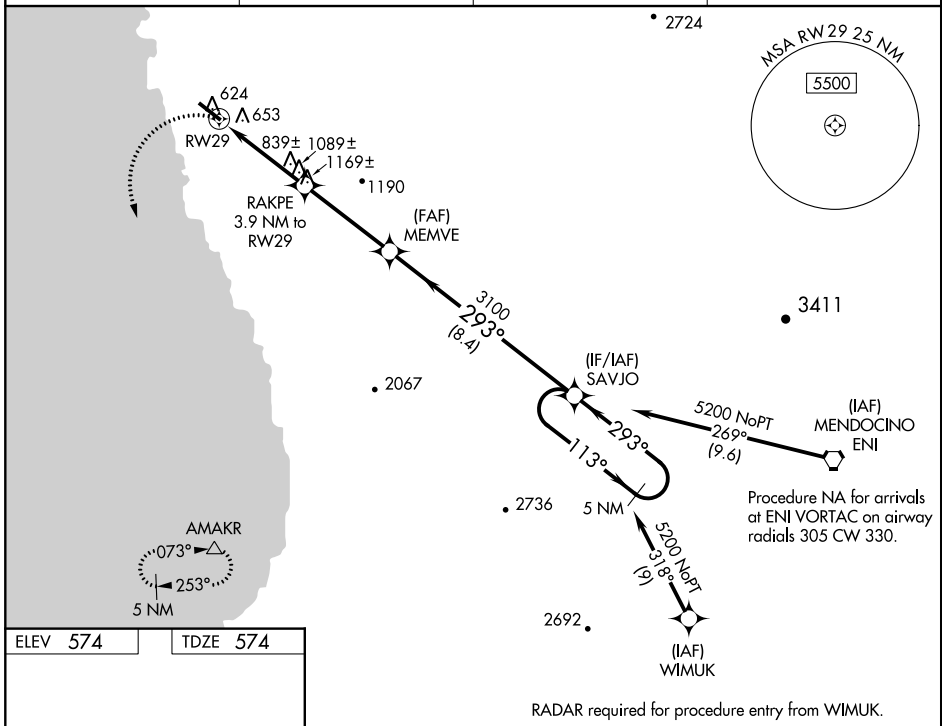 2724
MSA RW29 25 NM
5500
624
653
RW29
839± 1089±
1169±
1190
RAKPE
3.9 NM to
RW29
(FAF)
MEMVE
3100
293°
(8.4)
3411
(IF/IAF)
SAVJO
2067
5200 NoPT
269°
(9.6)
(IAF)
MENDOCINO
ENI
293°
113°
5 NM
Procedure NA for arrivals
at ENI VORTAC on airway
radials 305 CW 330.
2736
5200 NoPT
318°
(9)
AMAKR
073°
253°
5 NM
2692
(IAF)
WIMUK
ELEV 574
TDZE 574
RADAR required for procedure entry from WIMUK.